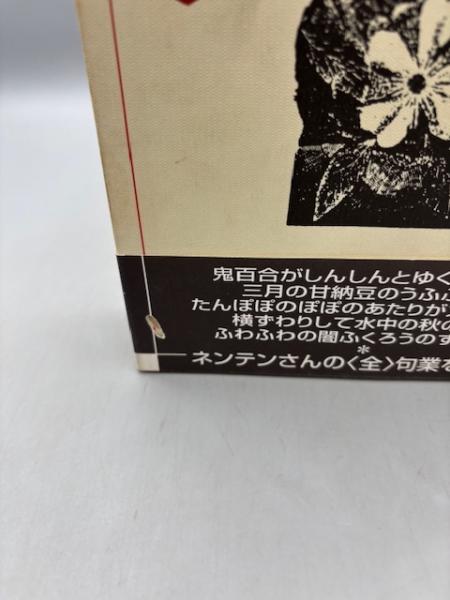 鬼百合がしんしんとゆく
三月の甘納豆のうふふ
たんぽぽのぽぽのあたりが
横ずわりして水中の秋の
ふわふわの闇ふくろうのす
*
ネンテンさんの〈全〉句業を